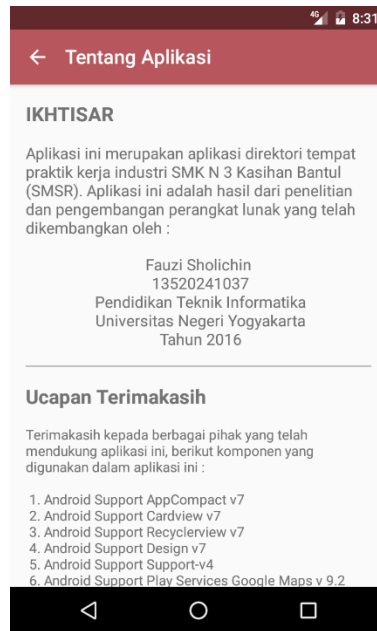 4G 8:31
Tentang Aplikasi
IKHTISAR
Aplikasi ini merupakan aplikasi direktori tempat
praktik kerja industri SMK N 3 Kasihan Bantul
(SMSR). Aplikasi ini adalah hasil dari penelitian
dan pengembangan perangkat lunak yang telah
dikembangkan oleh :
Fauzi Sholichin
13520241037
Pendidikan Teknik Informatika
Universitas Negeri Yogyakarta
Tahun 2016
Ucapan Terimakasih
Terimakasih kepada berbagai pihak yang telah
mendukung aplikasi ini, berikut komponen yang
digunakan dalam aplikasi ini :
1. Android Support AppCompact v7
2. Android Support Cardview v7
3. Android Support Recyclerview v7
4. Android Support Design v7
5. Android Support Support-v4
6. Android Support Play Services Google Maps v 9.2